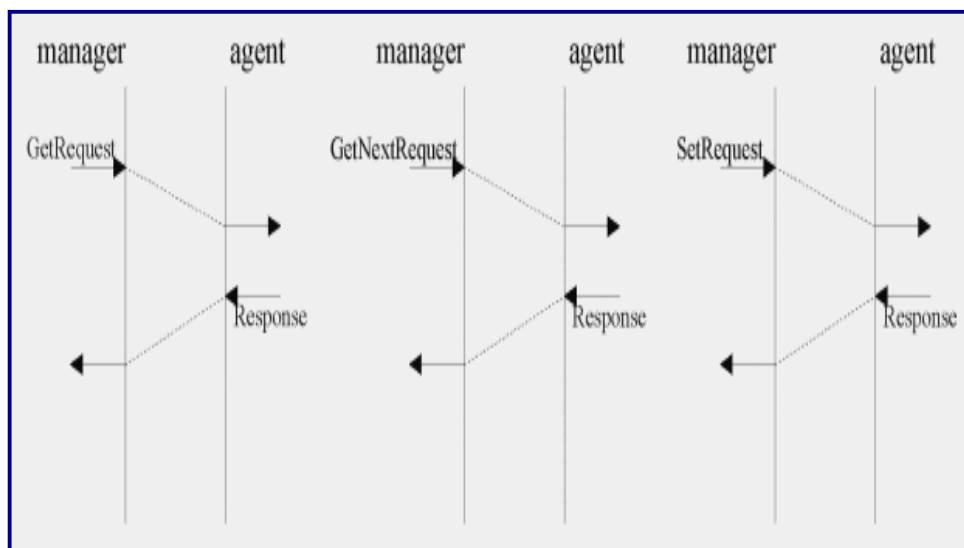 manager agent manager agent manager agent
GetRequest GetNextRequest SetRequest
Response Response Response